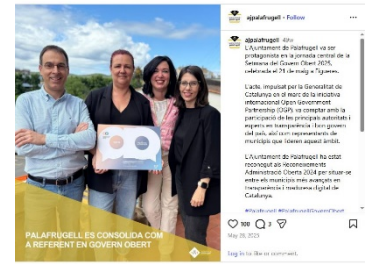 PALAFRUGELL ES CONSOLIDA COM
A REFERENT EN GOVERN OBERT
ajpalafrugell • Follow
ajpalafrugell
L'Ajuntament de Palafrugell va ser
protagonista en la jornada central de la
Setmana del Govern Obert 2025,
celebrada el 21 de maig a Figueres.
L'acte, impulsat per la Generalitat de
Catalunya en el marc de la iniciativa
internacional Open Government
Partnership (OGP), va comptar amb la
participació de les principals autoritats i
experts en transparència i bon govern
del país, així com representants de
municipis que lideren aquest àmbit.
L'Ajuntament de Palafrugell ha estat
reconegut als Reconeixements
Administració Oberta 2024 per situar-se
entre els municipis més avançats en
transparència i maduresa digital de
Catalunya.
100 3
May 28, 2025
Log in to like or comment.